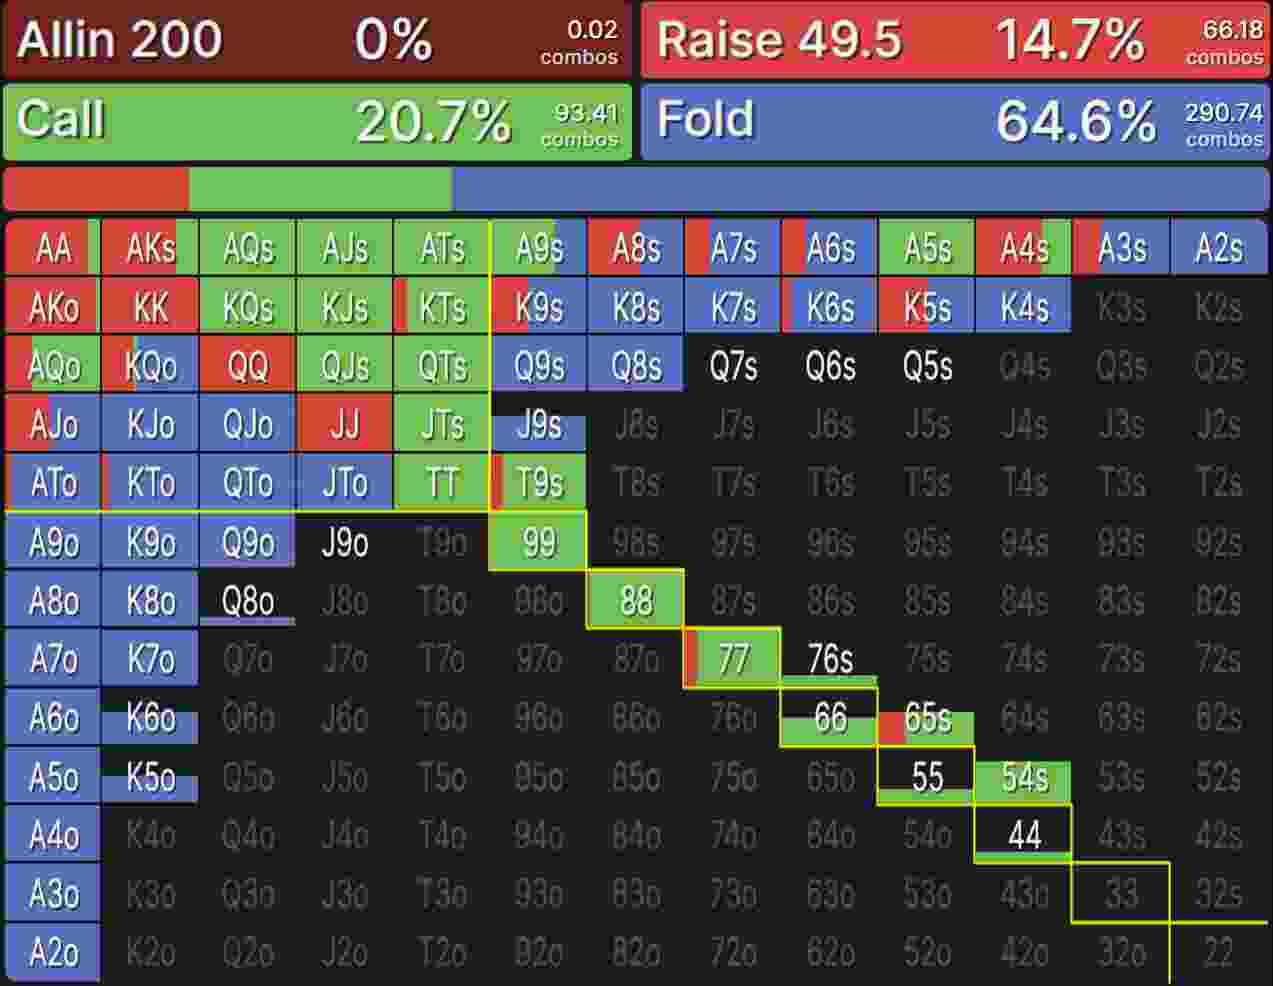 Allin 200 0% 0.02 combos
Raise 49.5 14.7% 66.18 combos
Call 20.7% 93.41 combos
Fold 64.6% 290.74 combos
AA AKs AQs AJs ATs A9s A8s A7s A6s A5s A4s A3s A2s
AKo KK KQs KJs KTs K9s K8s K7s K6s K5s K4s K3s K2s
AQo KQo QQ QJs QTs Q9s Q8s Q7s Q6s Q5s Q4s Q3s Q2s
AJo KJo QJo JJ JTs J9s J8s J7s J6s J5s J4s J3s J2s
ATo KTo QTo JTo TT T9s T8s T7s T6s T5s T4s T3s T2s
A9o K9o Q9o J9o T9o 99 98s 97s 96s 95s 94s 93s 92s
A8o K8o Q8o J8o T8o 98o 88 87s 86s 85s 84s 83s 82s
A7o K7o Q7o J7o T7o 97o 87o 77 76s 75s 74s 73s 72s
A6o K6o Q6o J6o T6o 96o 86o 76o 66 65s 64s 63s 62s
A5o K5o Q5o J5o T5o 95o 85o 75o 65o 55 54s 53s 52s
A4o K4o Q4o J4o T4o 94o 84o 74o 64o 54o 44 43s 42s
A3o K3o Q3o J3o T3o 93o 83o 73o 63o 53o 43o 33 32s
A2o K2o Q2o J2o T2o 92o 82o 72o 62o 52o 42o 32o 22